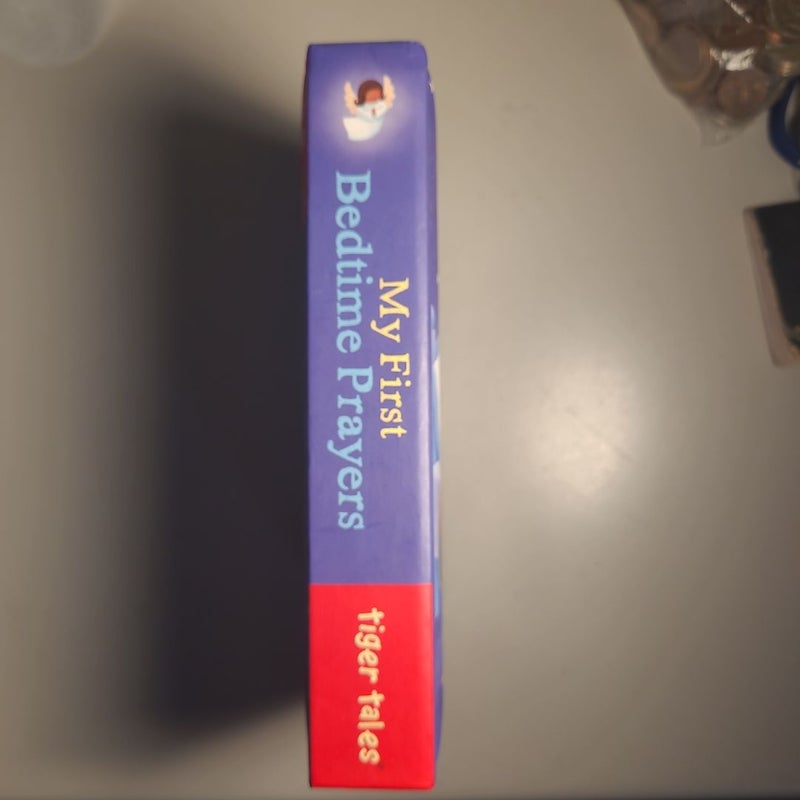 My First
Bedtime Prayers
tiger tales